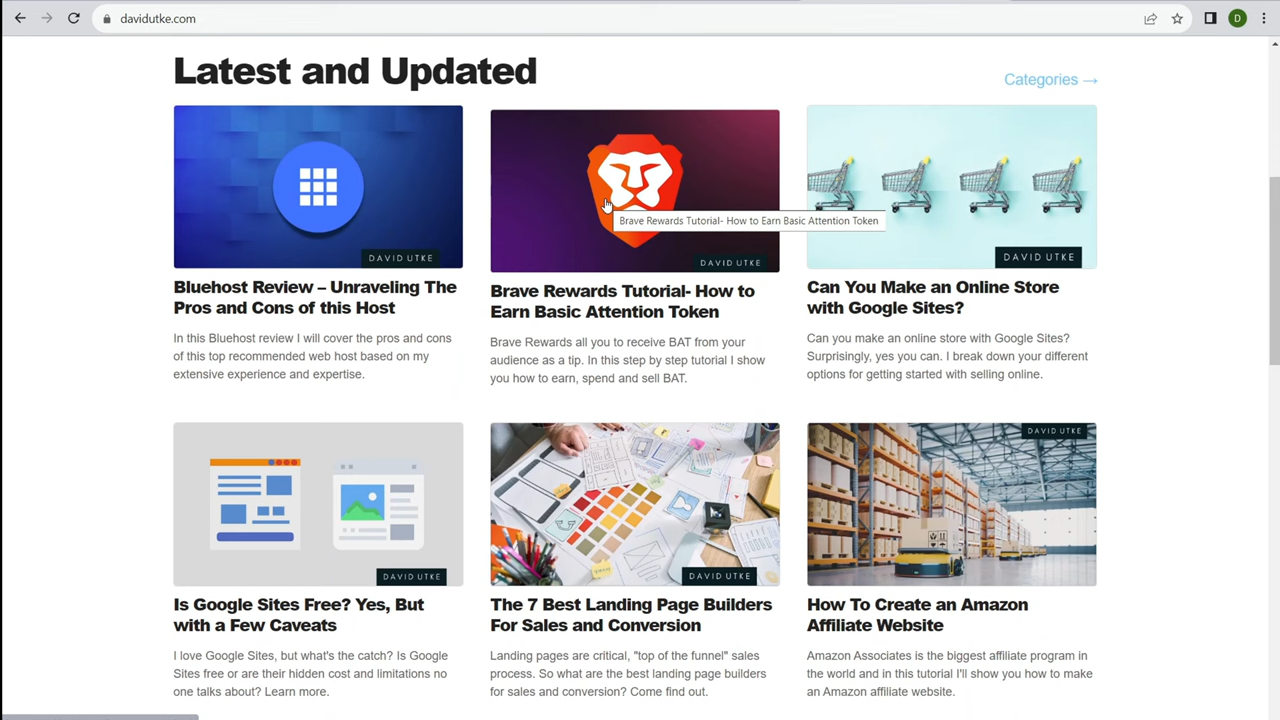 davidutke.com
D
Latest and Updated
Categories →
DAVID UTKE
DAVID UTKE
DAVID UTKE
Brave Rewards Tutorial- How to Earn Basic Attention Token
Bluehost Review – Unraveling The
Pros and Cons of this Host
In this Bluehost review I will cover the pros and cons
of this top recommended web host based on my
extensive experience and expertise.
Brave Rewards Tutorial- How to
Earn Basic Attention Token
Brave Rewards all you to receive BAT from your
audience as a tip. In this step by step tutorial I show
you how to earn, spend and sell BAT.
Can You Make an Online Store
with Google Sites?
Can you make an online store with Google Sites?
Surprisingly, yes you can. I break down your different
options for getting started with selling online.
DAVID UTKE
DAVID UTKE
DAVID UTKE
Is Google Sites Free? Yes, But
with a Few Caveats
I love Google Sites, but what's the catch? Is Google
Sites free or are their hidden cost and limitations no
one talks about? Learn more.
The 7 Best Landing Page Builders
For Sales and Conversion
Landing pages are critical, "top of the funnel" sales
process. So what are the best landing page builders
for sales and conversion? Come find out.
How To Create an Amazon
Affiliate Website
Amazon Associates is the biggest affiliate program in
the world and in this tutorial I'll show you how to make
an Amazon affiliate website.